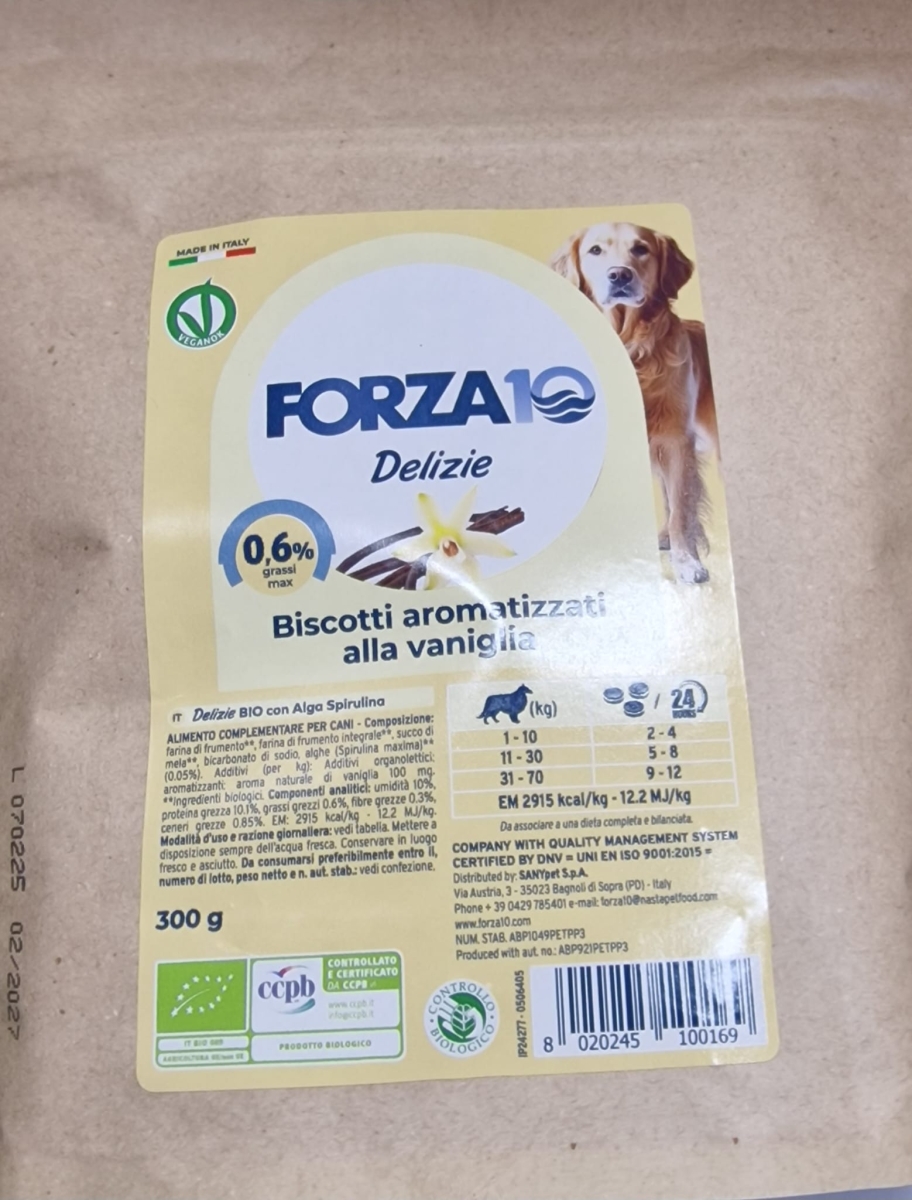 MADE IN ITALY
VEGANOK
FORZA10
Delizie
0,6%
grassi
max
Biscotti aromatizzati
alla vaniglia
IT Delizie BIO con Alga Spirulina
ALIMENTO COMPLEMENTARE PER CANI - Composizione:
farina di frumento**, farina di frumento integrale**, succo di
mela**, bicarbonato di sodio, alghe (Spirulina maxima)**
(0.05%). Additivi (per kg): Additivi organolettici:
aromatizzanti: aroma naturale di vaniglia 100 mg.
**Ingredienti biologici. Componenti analitici: umidità 10%,
proteina grezza 10.1%, grassi grezzi 0.6%, fibre grezze 0.3%,
ceneri grezze 0.85%. EM: 2915 kcal/kg - 12.2 MJ/kg.
Modalità d'uso e razione giornaliera: vedi tabella. Mettere a
disposizione sempre dell'acqua fresca. Conservare in luogo
fresco e asciutto. Da consumarsi preferibilmente entro il,
numero di lotto, peso netto e n. aut. stab.: vedi confezione.
300 g
(kg) / 24 HOURS
1 - 10 2 - 4
11 - 30 5 - 8
31 - 70 9 - 12
EM 2915 kcal/kg - 12.2 MJ/kg
Da associare a una dieta completa e bilanciata.
COMPANY WITH QUALITY MANAGEMENT SYSTEM
CERTIFIED BY DNV = UNI EN ISO 9001:2015 =
Distributed by: SANYpet S.p.A.
Via Austria, 3 - 35023 Bagnoli di Sopra (PD) - Italy
Phone + 39 0429 785401 e-mail: forza10@nastapetfood.com
www.forza10.com
NUM. STAB. ABP1049PETPP3
Produced with aut. no.: ABP921PETPP3
ccpb
CONTROLLATO
E CERTIFICATO
DA CCPB
www.ccpb.it
info@ccpb.it
IT BIO 009
AGRICOLTURA
PRODOTTO BIOLOGICO
CONTROLLO
BIOLOGICO
IP24277 - 0506405
8 020245 100169
L 070225 02/2027